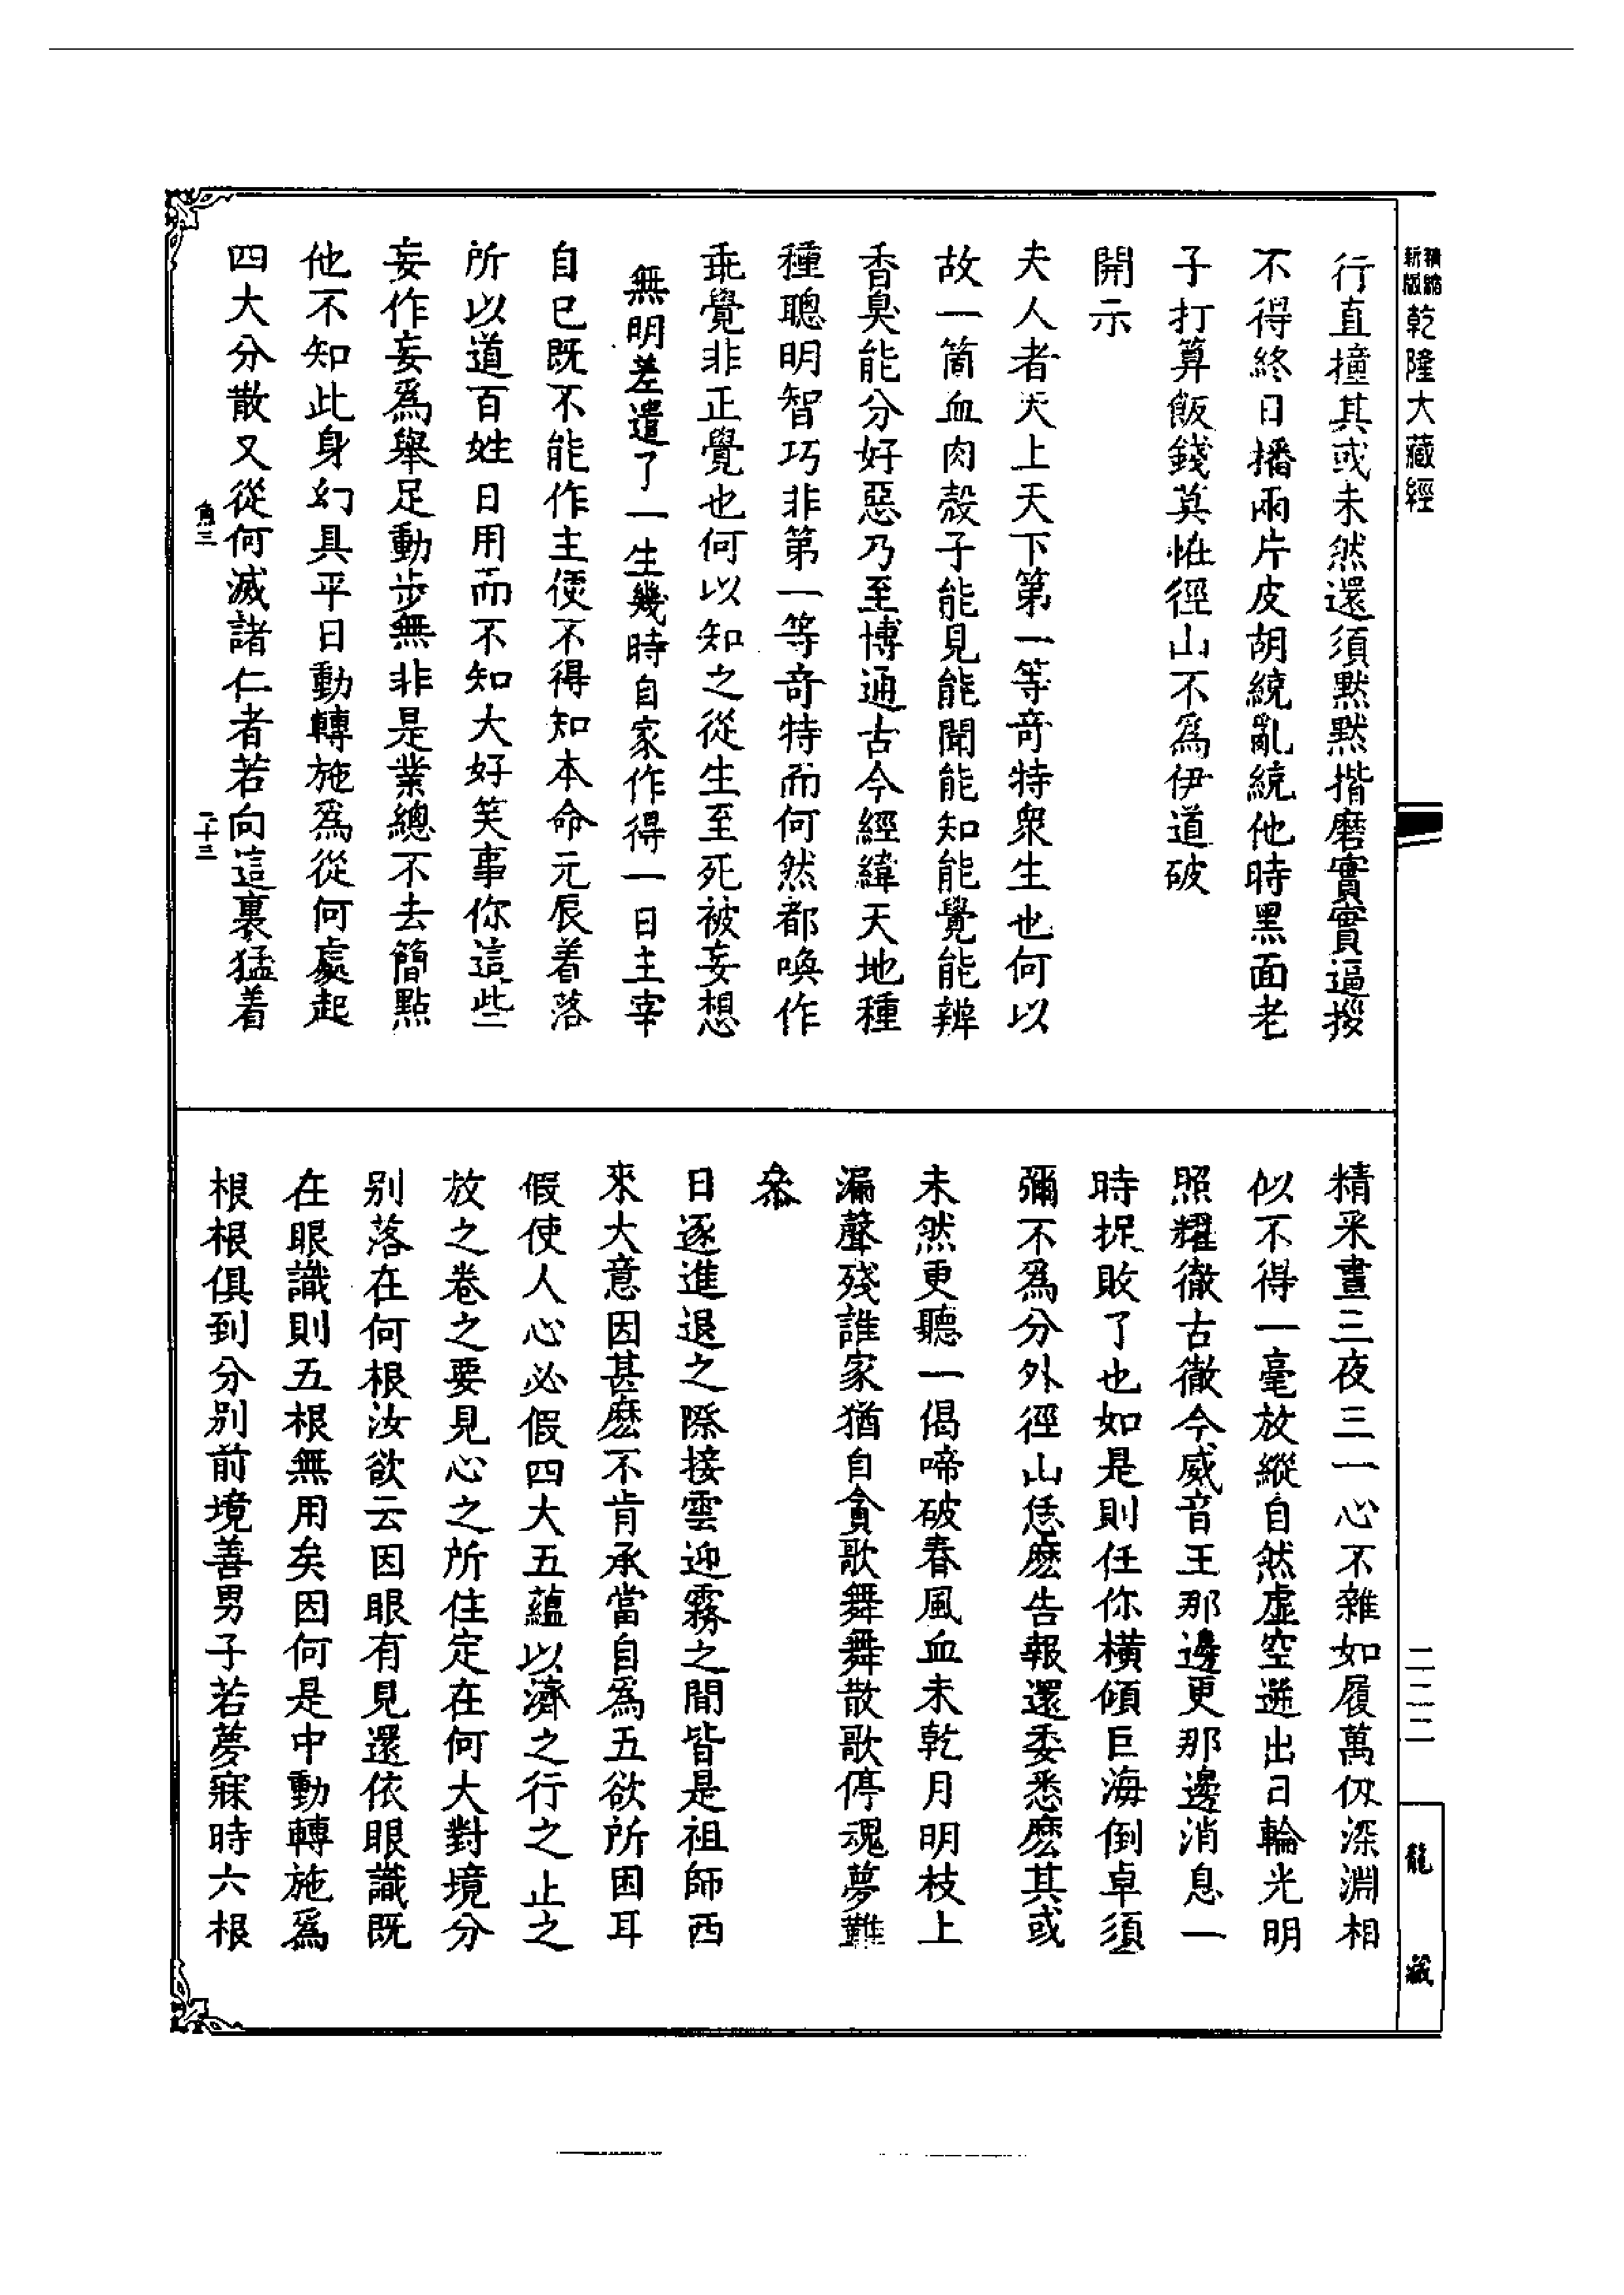 新版精縮乾隆大藏經
行直撞其或未然還須默默揩磨實實逼拶
不得終日播兩片皮胡繞亂統他時黑面老
子打算飯錢莫怪徑山不爲伊道破
開示
夫人者天上天下第一等奇特衆生也何以
故一箇血肉殼子能見能聞能知能覺能辨
香臭能分好惡乃至博通古今經緯天地種
種聰明智巧非第一等奇特而何然都喚作
乖覺非正覺也何以知之從生至死被妄想
無明差遣了一生幾時自家作得一日主宰
自已既不能作主便不得知本命元辰着落
所以道百姓日用而不知大好笑事你這些
妄作妄爲舉足動步無非是業總不去簡點
他不知此身幻具平日動轉施爲從何處起
四大分散又從何滅諸仁者若向這裏猛着
角三
二十三
精采晝三夜三一心不雜如履萬仭深淵相
似不得一毫放縱自然虛空遞出日輪光明
照耀徹古徹今威音王那邊更那邊消息一
時捉敗了也如是則任你橫傾巨海倒卓須
彌不爲分外徑山恁麽告報還委悉麽其或
未然更聽一偈啼破春風血未乾月明枝上
漏聲殘誰家猶自貪歌舞舞散歌停魂夢難
叅
日逐進退之際接雲迎霧之間皆是祖師西
來大意因甚麽不肯承當自爲五欲所困耳
假使人心必假四大五蘊以濟之行之止之
放之卷之要見心之所住定在何大對境分
别落在何根汝欲云因眼有見還依眼識既
在眼識則五根無用矣因何是中動轉施爲
根根俱到分别前境善男子若夢寐時六根
二二二
龍藏